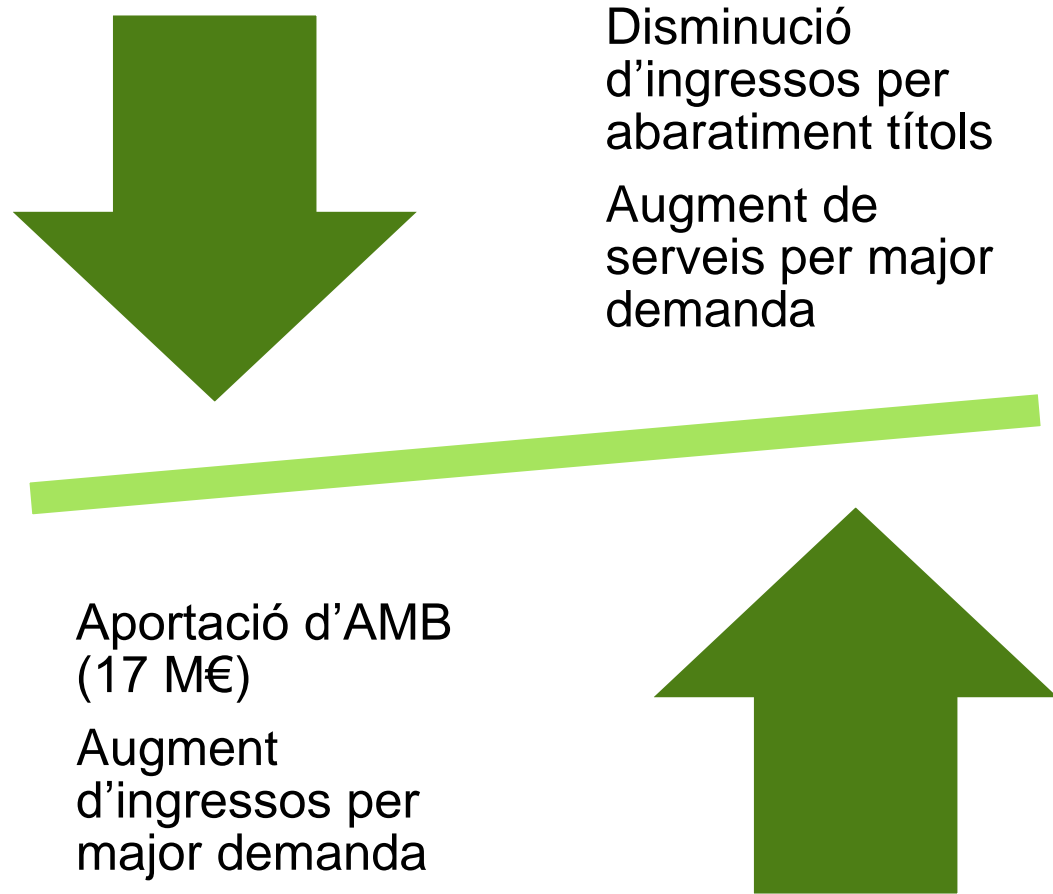 Disminució
d’ingressos per
abaratiment títols
Augment de
serveis per major
demanda
Aportació d’AMB
(17 M€)
Augment
d’ingressos per
major demanda